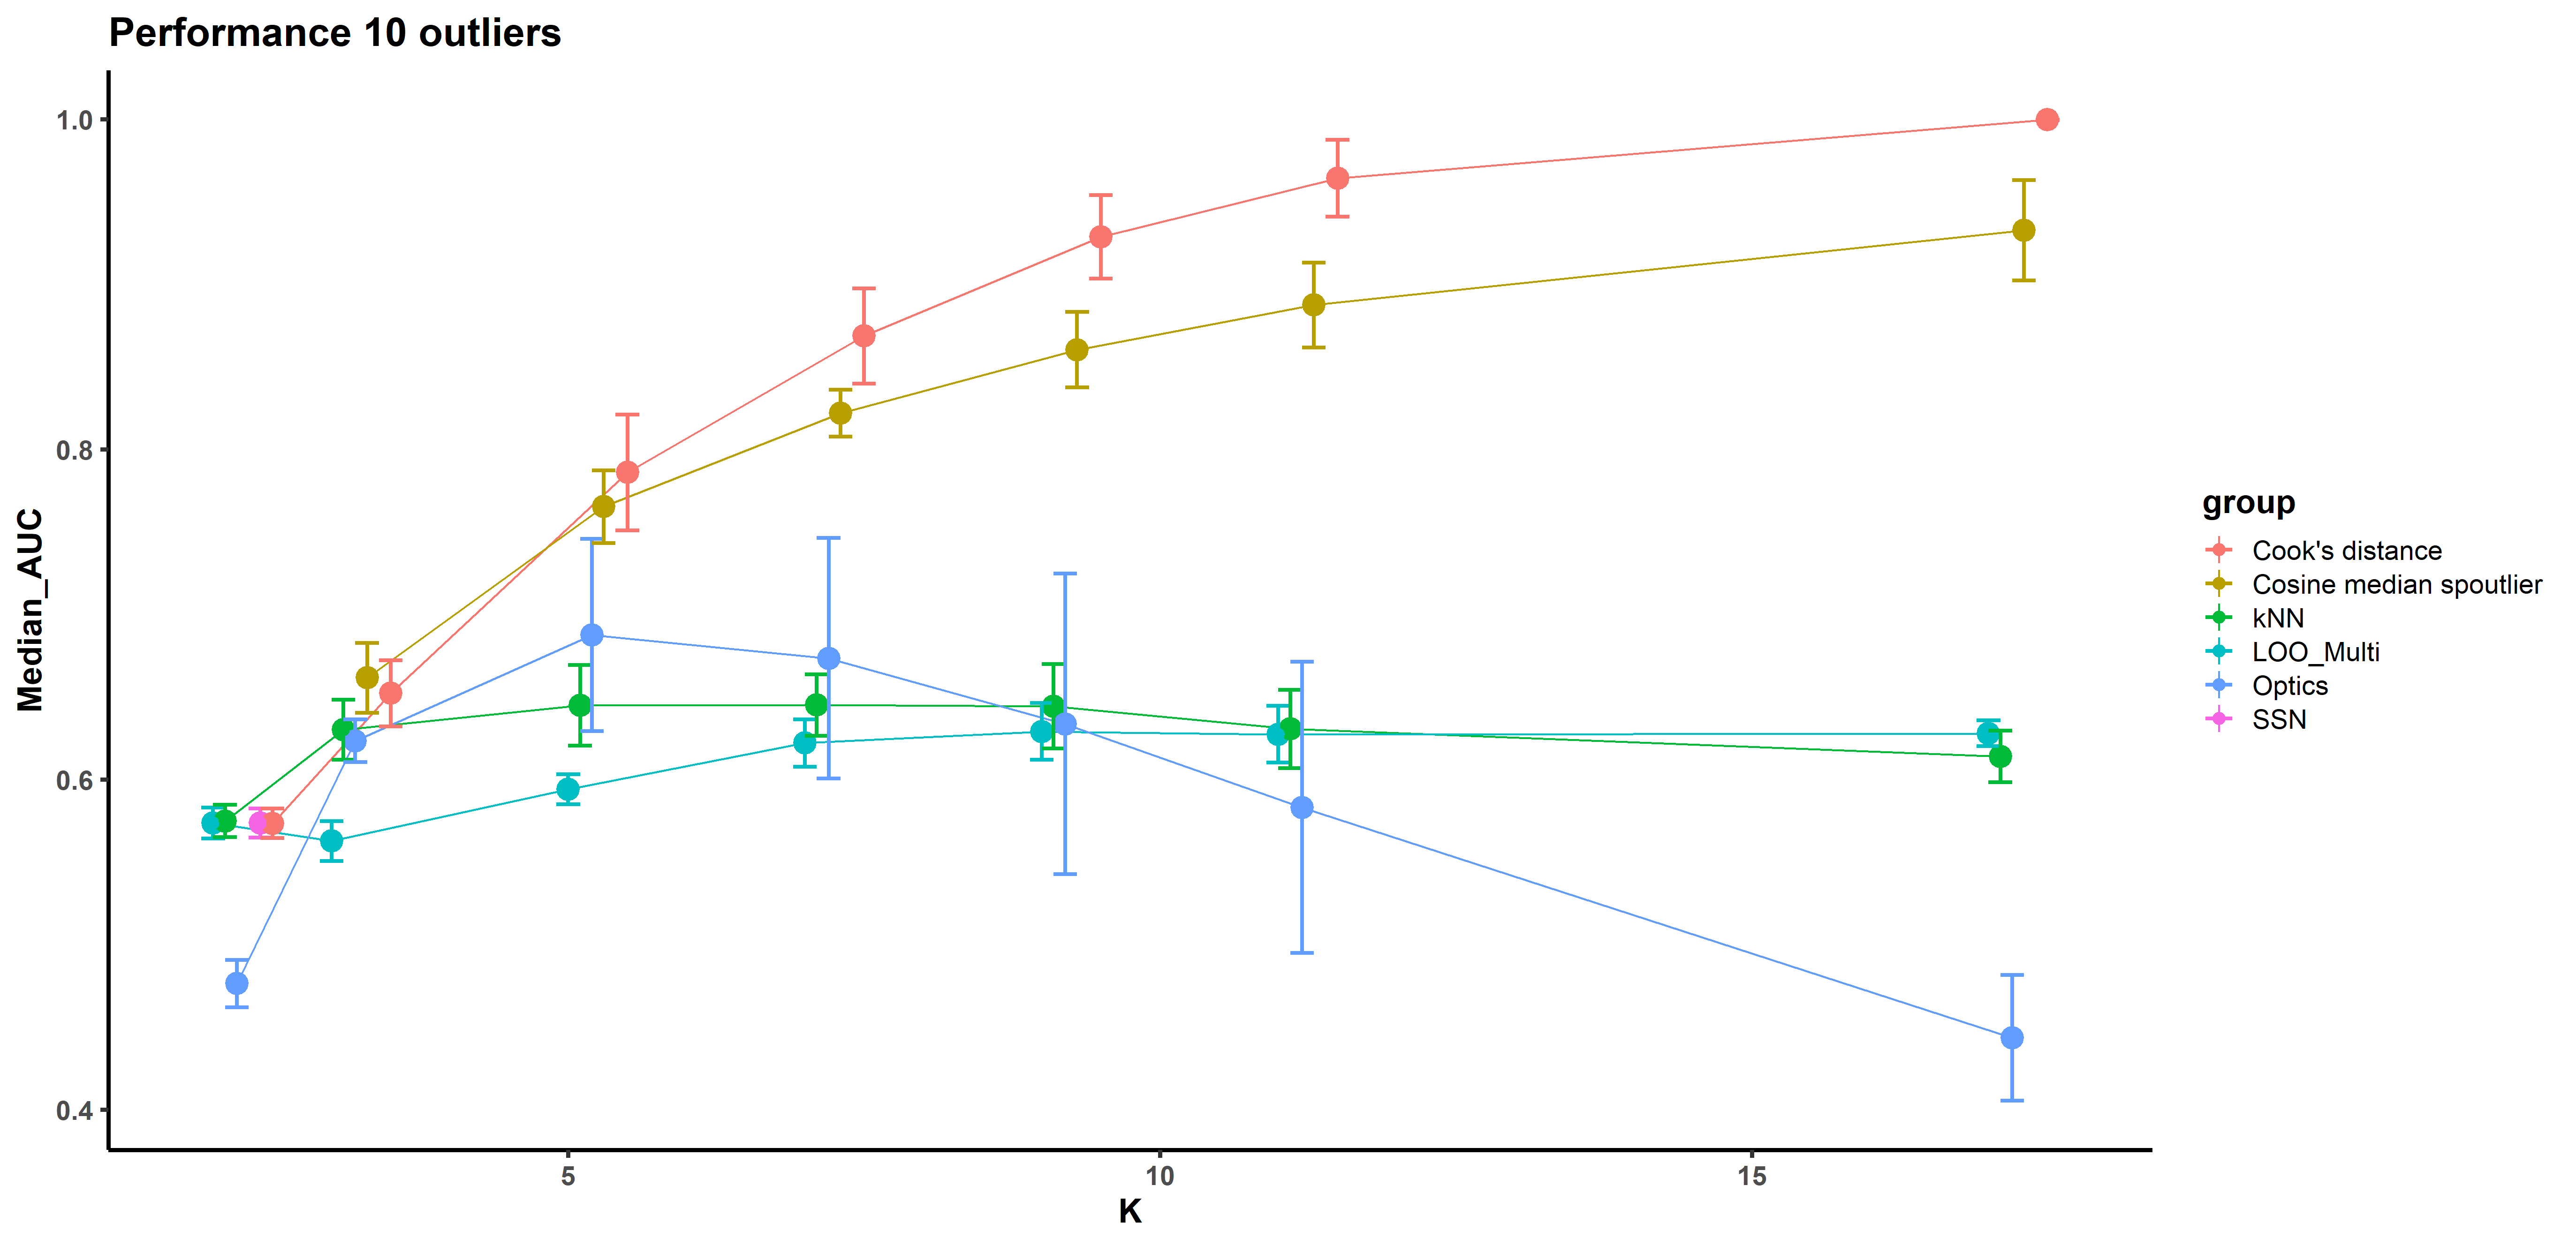 Performance 10 outliers
Median_AUC
1.0
0.8
0.6
0.4
5
10
15
K
group
Cook's distance
Cosine median spoutlier
kNN
LOO_Multi
Optics
SSN